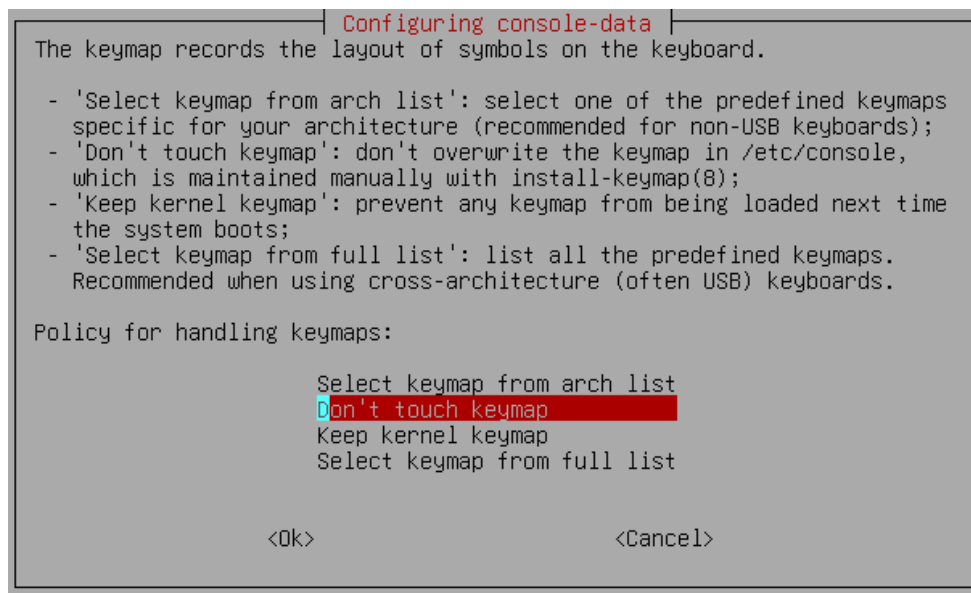 Configuring console-data
The keymap records the layout of symbols on the keyboard.
- 'Select keymap from arch list': select one of the predefined keymaps
specific for your architecture (recommended for non-USB keyboards);
- 'Don't touch keymap': don't overwrite the keymap in /etc/console,
which is maintained manually with install-keymap(8);
- 'Keep kernel keymap': prevent any keymap from being loaded next time
the system boots;
- 'Select keymap from full list': list all the predefined keymaps.
Recommended when using cross-architecture (often USB) keyboards.
Policy for handling keymaps:
Select keymap from arch list
Don't touch keymap
Keep kernel keymap
Select keymap from full list
<Ok> <Cancel>